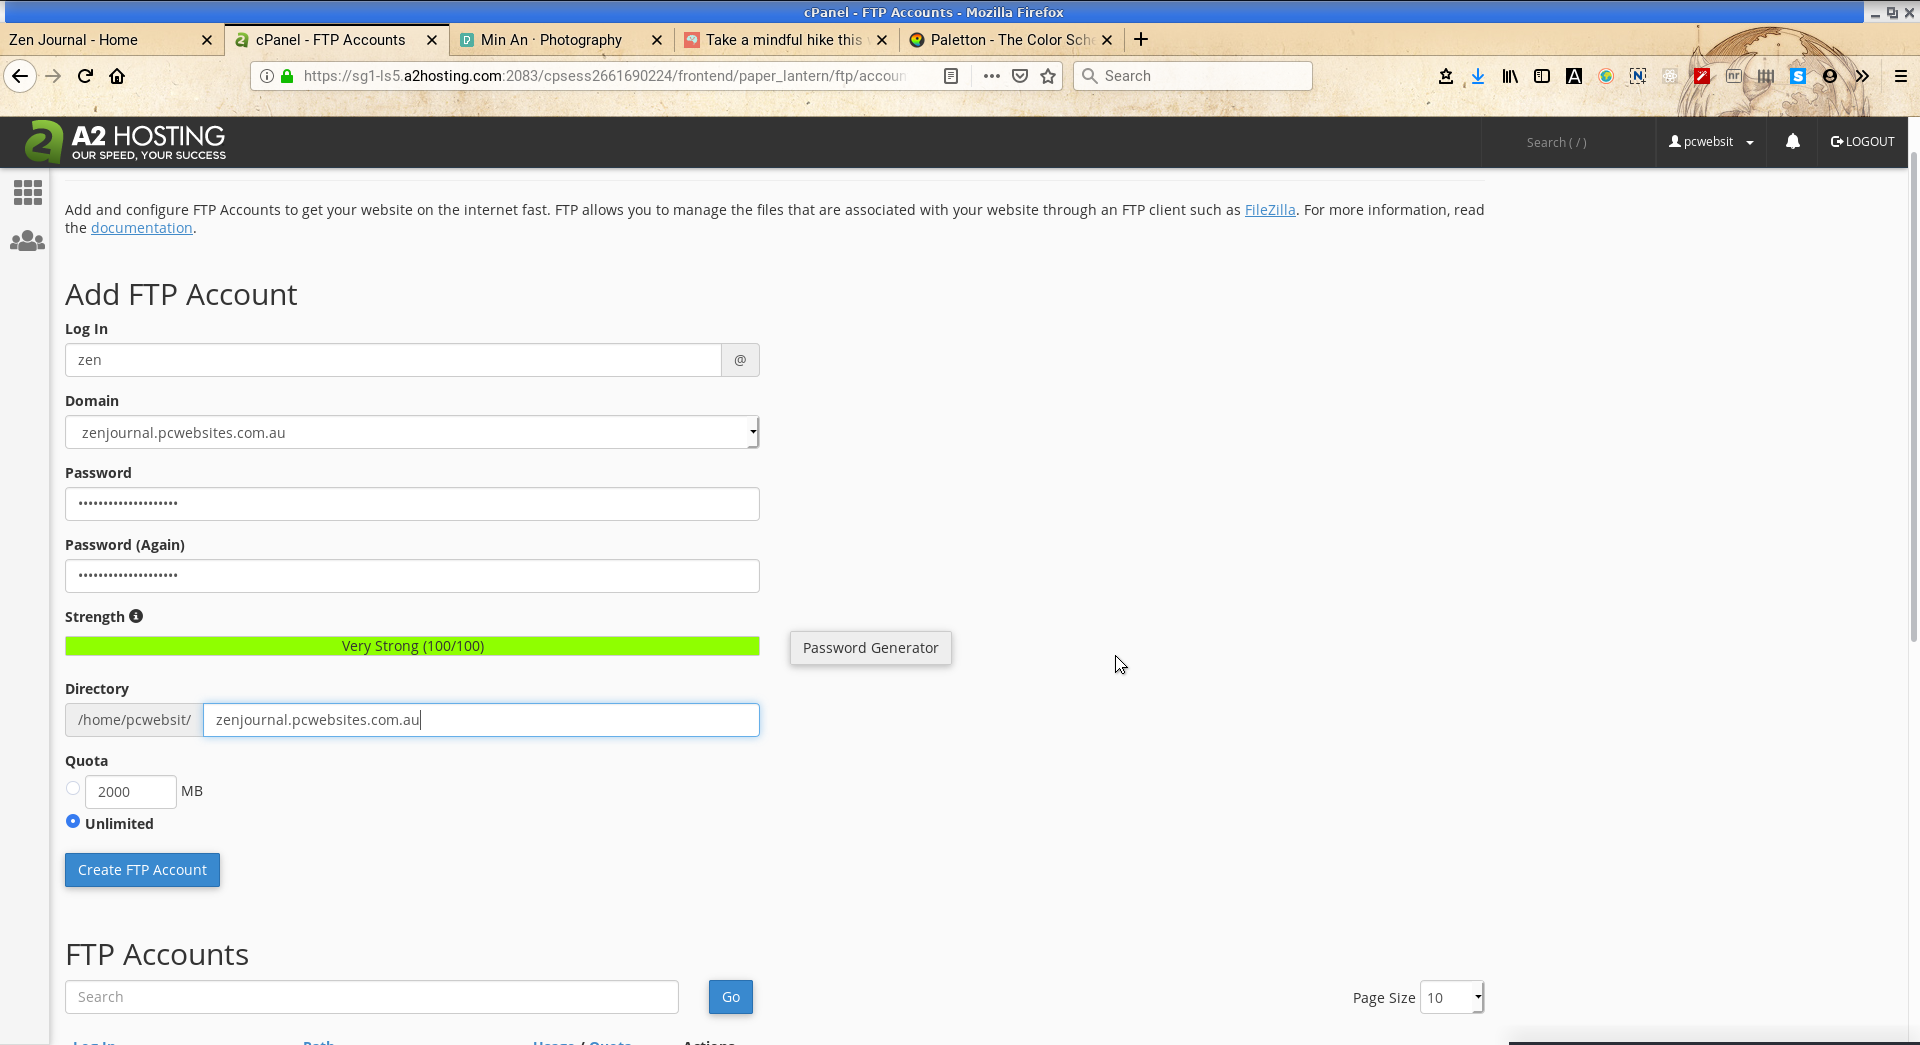 cPanel - FTP Accounts - Mozilla Firefox
Zen Journal - Home
cPanel - FTP Accounts
Min An · Photography
Take a mindful hike this
Paletton - The Color Sche
https://sg1-ls5.a2hosting.com:2083/cpsess2661690224/frontend/paper_lantern/ftp/accoun
Search
A2 HOSTING
OUR SPEED, YOUR SUCCESS
Search ( / )
pcwebsit
LOGOUT
Add and configure FTP Accounts to get your website on the internet fast. FTP allows you to manage the files that are associated with your website through an FTP client such as FileZilla. For more information, read
the documentation.
Add FTP Account
Log In
zen @
Domain
zenjournal.pcwebsites.com.au
Password
Password (Again)
Strength
Very Strong (100/100)
Password Generator
Directory
/home/pcwebsit/ zenjournal.pcwebsites.com.au
Quota
2000 MB
Unlimited
Create FTP Account
FTP Accounts
Search
Go
Page Size 10
Log In Path Usage / Quota Actions